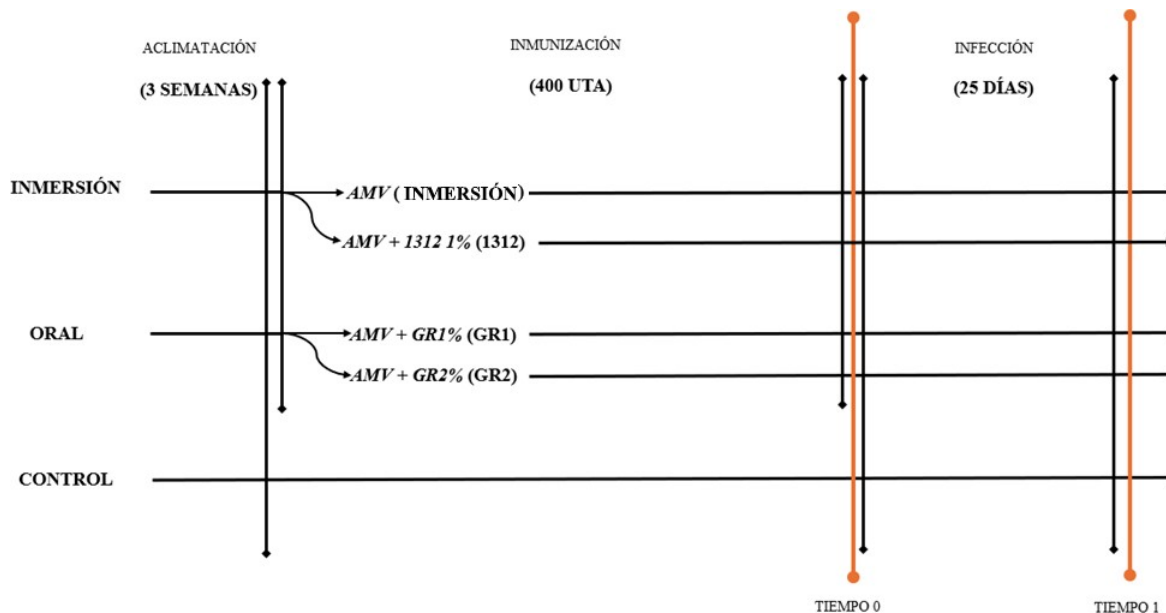 ACLIMATACIÓN
(3 SEMANAS)
INMUNIZACIÓN
(400 UTA)
INFECCIÓN
(25 DÍAS)
INMERSIÓN
AMV ( INMERSIÓN)
AMV + 1312 1% (1312)
ORAL
AMV + GR1% (GR1)
AMV + GR2% (GR2)
CONTROL
TIEMPO 0
TIEMPO 1